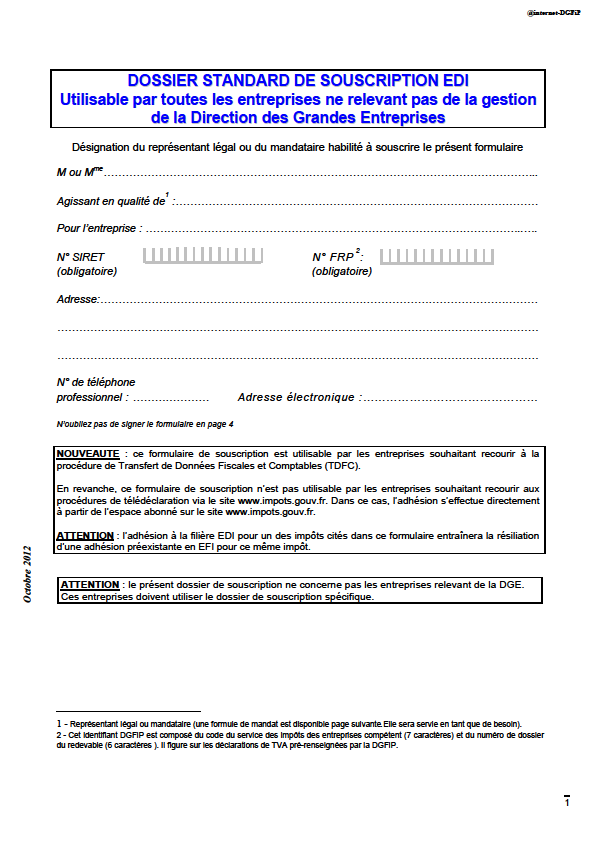 @internet-DGFiP
DOSSIER STANDARD DE SOUSCRIPTION EDI
Utilisable par toutes les entreprises ne relevant pas de la gestion
de la Direction des Grandes Entreprises
Désignation du représentant légal ou du mandataire habilité à souscrire le présent formulaire
M ou Mme…………………………………………………………………………………………………..
Agissant en qualité de1 :……………………………………………………………………………………
Pour l’entreprise : …………………………………………………………………………………………..
N° SIRET N° FRP 2 :
(obligatoire) (obligatoire)
Adresse:………………………………………………………………………………………………………
…………………………………………………………………………………………………………………
…………………………………………………………………………………………………………………
N° de téléphone
professionnel : ………………… Adresse électronique :………………………………………
N’oubliez pas de signer le formulaire en page 4
NOUVEAUTE : ce formulaire de souscription est utilisable par les entreprises souhaitant recourir à la
procédure de Transfert de Données Fiscales et Comptables (TDFC).
En revanche, ce formulaire de souscription n’est pas utilisable par les entreprises souhaitant recourir aux
procédures de télédéclaration via le site www.impots.gouv.fr. Dans ce cas, l’adhésion s’effectue directement
à partir de l’espace abonné sur le site www.impots.gouv.fr.
ATTENTION : l’adhésion à la filière EDI pour un des impôts cités dans ce formulaire entraînera la résiliation
d’une adhésion préexistante en EFI pour ce même impôt.
Octobre 2012
ATTENTION : le présent dossier de souscription ne concerne pas les entreprises relevant de la DGE.
Ces entreprises doivent utiliser le dossier de souscription spécifique.
1 - Représentant légal ou mandataire (une formule de mandat est disponible page suivante.Elle sera servie en tant que de besoin).
2 - Cet identifiant DGFIP est composé du code du service des impôts des entreprises compétent (7 caractères) et du numéro de dossier
du redevable (6 caractères ). Il figure sur les déclarations de TVA pré-renseignées par la DGFIP.
1